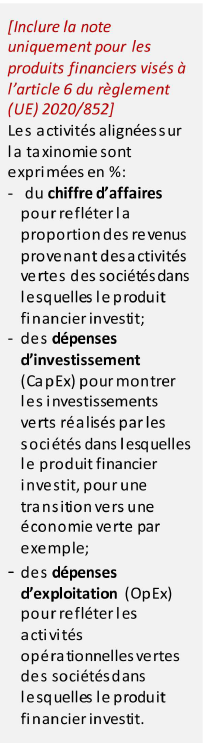 [Inclure la note
uniquement pour les
produits financiers visés à
l'article 6 du règlement
(UE) 2020/852]
Les activités alignées sur
la taxinomie sont
exprimées en %:
- du chiffre d'affaires
pour refléter la
proportion des revenus
provenant des activités
vertes des sociétés dans
lesquelles le produit
financier investit;
- des dépenses
d'investissement
(CapEx) pour montrer
les investissements
verts réalisés par les
sociétés dans lesquelles
le produit financier
investit, pour une
transition vers une
économie verte par
exemple;
- des dépenses
d'exploitation (OpEx)
pour refléter les
activités
opérationnelles vertes
des sociétés dans
lesquelles le produit
financier investit.